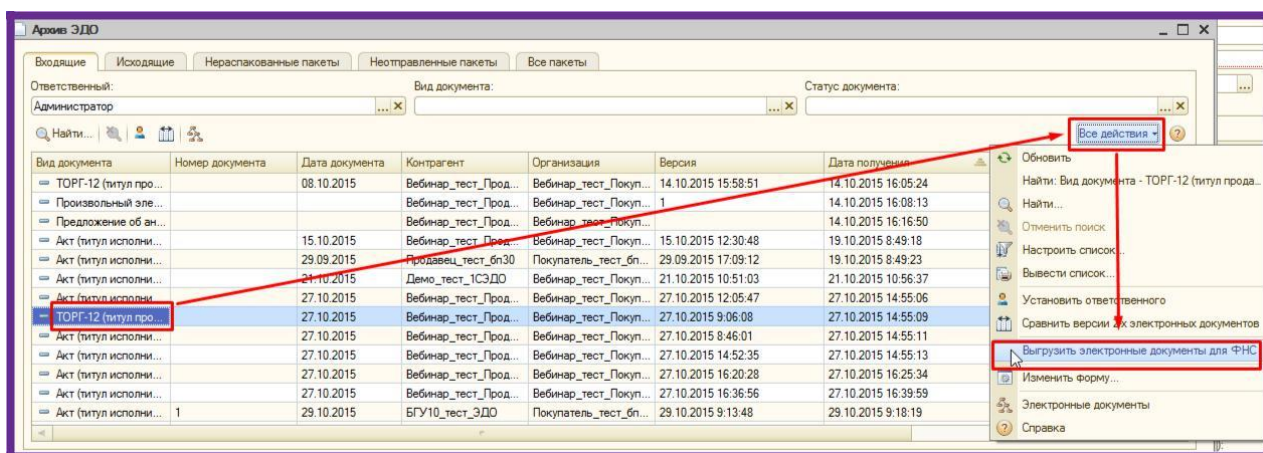 Архив ЭДО
Входящие Исходящие Нераспакованные пакеты Неотправленные пакеты Все пакеты
Ответственный: Вид документа: Статус документа:
Администратор ... × ... × ... ×
Найти... Все действия
Вид документа Номер документа Дата документа Контрагент Организация Версия Дата получения
ТОРГ-12 (титул про... 08.10.2015 Вебинар_тест_Прод... Вебинар_тест_Покуп... 14.10.2015 15:58:51 14.10.2015 16:05:24
Произвольный эле... Вебинар_тест_Прод... Вебинар_тест_Покуп... 1 14.10.2015 16:08:13
Предложение об ан... Вебинар_тест_Прод... Вебинар_тест_Покуп... 14.10.2015 16:16:50
Акт (титул исполни... 15.10.2015 Вебинар_тест_Прод... Вебинар_тест_Покуп... 15.10.2015 12:30:48 19.10.2015 8:49:18
Акт (титул исполни... 29.09.2015 Продавец_тест_бп30 Покупатель_тест_бп... 29.09.2015 17:09:12 19.10.2015 8:49:23
Акт (титул исполни... 21.10.2015 Демо_тест_1СЭДО Вебинар_тест_Покуп... 21.10.2015 10:51:03 21.10.2015 10:56:37
Акт (титул исполни... 27.10.2015 Вебинар_тест_Прод... Вебинар_тест_Покуп... 27.10.2015 12:05:47 27.10.2015 14:55:06
ТОРГ-12 (титул про... 27.10.2015 Вебинар_тест_Прод... Вебинар_тест_Покуп... 27.10.2015 9:06:08 27.10.2015 14:55:09
Акт (титул исполни... 27.10.2015 Вебинар_тест_Прод... Вебинар_тест_Покуп... 27.10.2015 8:46:01 27.10.2015 14:55:11
Акт (титул исполни... 27.10.2015 Вебинар_тест_Прод... Вебинар_тест_Покуп... 27.10.2015 14:52:35 27.10.2015 14:55:13
Акт (титул исполни... 27.10.2015 Вебинар_тест_Прод... Вебинар_тест_Покуп... 27.10.2015 16:20:28 27.10.2015 16:25:34
Акт (титул исполни... 27.10.2015 Вебинар_тест_Прод... Вебинар_тест_Покуп... 27.10.2015 16:36:56 27.10.2015 16:39:59
Акт (титул исполни... 1 29.10.2015 БГУ10_тест_ЭДО Покупатель_тест_бп... 29.10.2015 9:13:48 29.10.2015 9:18:19
Обновить
Найти: Вид документа - ТОРГ-12 (титул прода...
Найти...
Отменить поиск
Настроить список...
Вывести список...
Установить ответственного
Сравнить версии 2-х электронных документов
Выгрузить электронные документы для ФНС
Изменить форму...
Электронные документы
Справка